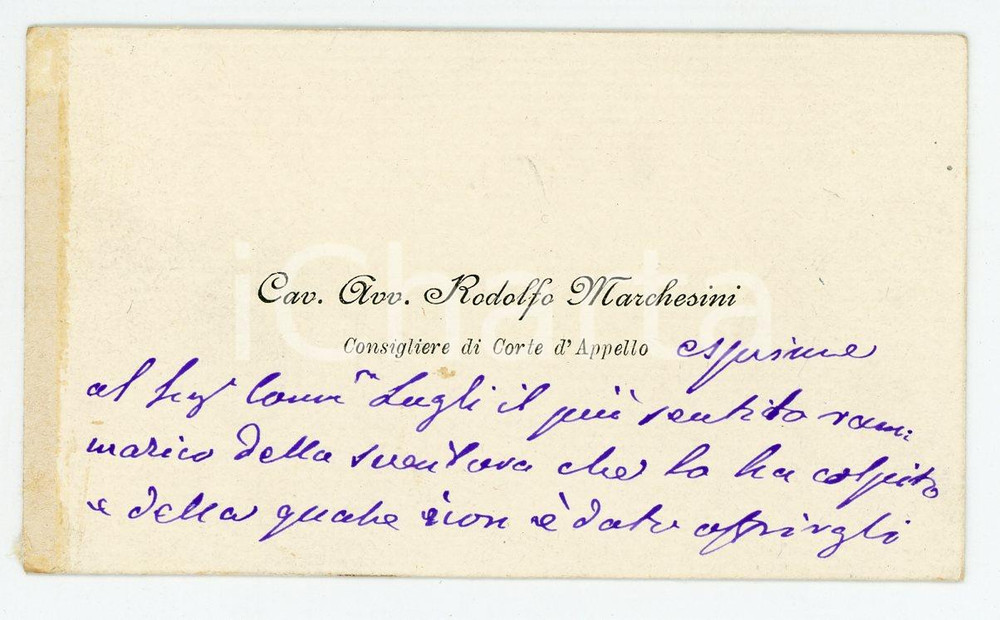 iCharta
Cav. Avv. Rodolfo Marchesini
Consigliere di Corte d'Appello esprime
al Sig Comm Lugli il più sentito ram:
marico della sventura che lo ha colpito
e della quale non è dato